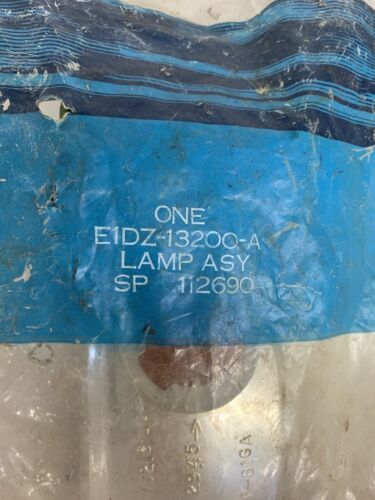 ONE
E1DZ-13200-A
LAMP ASY
SP 112690